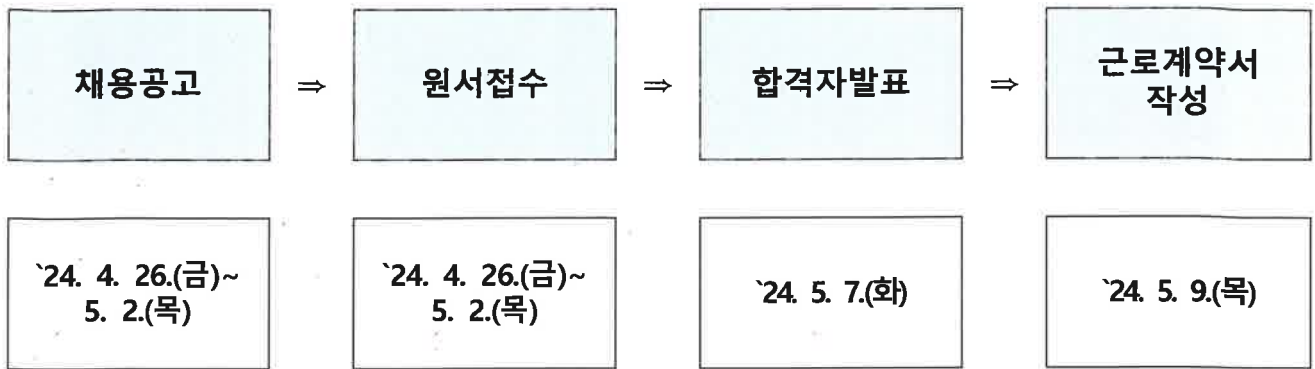 채용공고 ⇒ 원서접수 ⇒ 합격자발표 ⇒ 근로계약서
작성
`24. 4. 26.(금)~
5. 2.(목)
`24. 4. 26.(금)~
5. 2.(목)
`24. 5. 7.(화)
`24. 5. 9.(목)